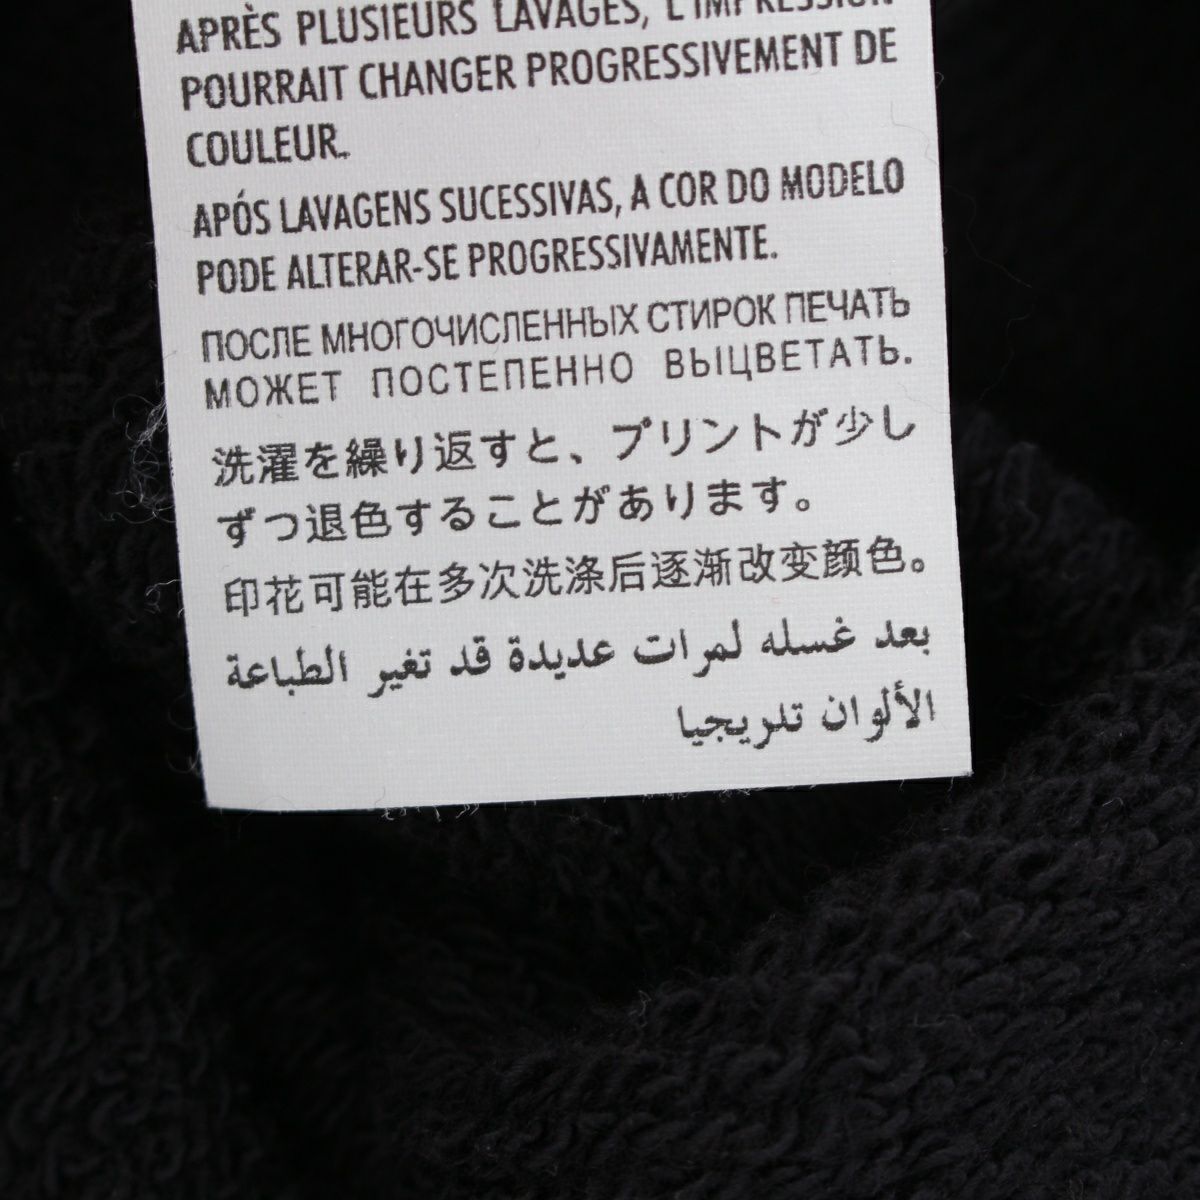 APRÈS PLUSIEURS LAVAGES, L'IMPRESSION
POURRAIT CHANGER PROGRESSIVEMENT DE
COULEUR.
APÓS LAVAGENS SUCESSIVAS, A COR DO MODELO
PODE ALTERAR-SE PROGRESSIVAMENTE.
ПОСЛЕ МНОГОЧИСЛЕННЫХ СТИРОК ПЕЧАТЬ
МОЖЕТ ПОСТЕПЕННО ВЫЦВЕТАТЬ.
洗濯を繰り返すと、プリントが少し
ずつ退色することがあります。
印花可能在多次洗涤后逐渐改变颜色。
بعد غسله لمرات عديدة قد تغير الطباعة
الألوان تلريجيا